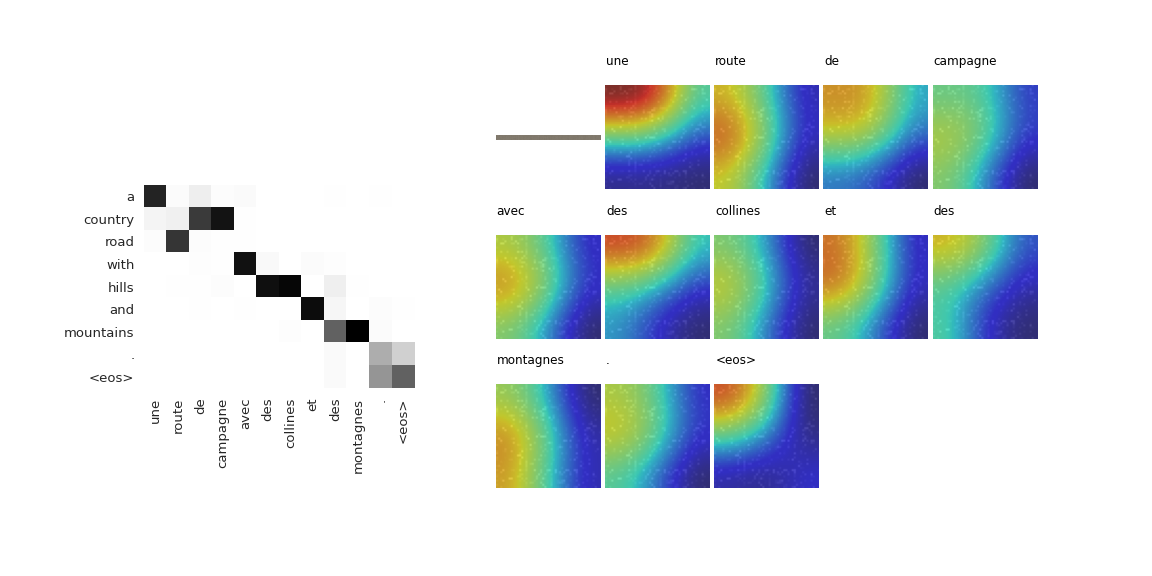 a
country
road
with
hills
and
mountains
.
<eos>
une
route
de
campagne
avec
des
collines
et
des
montagnes
.
<eos>
une route de campagne
avec des collines et des
montagnes . <eos>